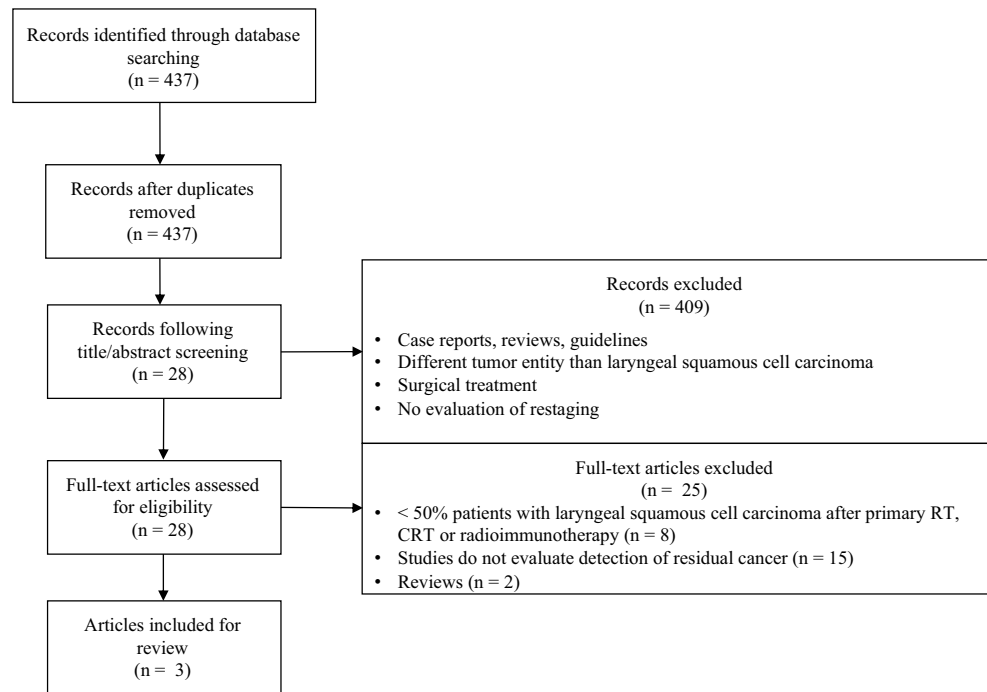 Records identified through database
searching
(n = 437)
Records after duplicates
removed
(n = 437)
Records following
title/abstract screening
(n = 28)
Records excluded
(n = 409)
• Case reports, reviews, guidelines
• Different tumor entity than laryngeal squamous cell carcinoma
• Surgical treatment
• No evaluation of restaging
Full-text articles assessed
for eligibility
(n = 28)
Full-text articles excluded
(n = 25)
• < 50% patients with laryngeal squamous cell carcinoma after primary RT,
CRT or radioimmunotherapy (n = 8)
• Studies do not evaluate detection of residual cancer (n = 15)
• Reviews (n = 2)
Articles included for
review
(n = 3)